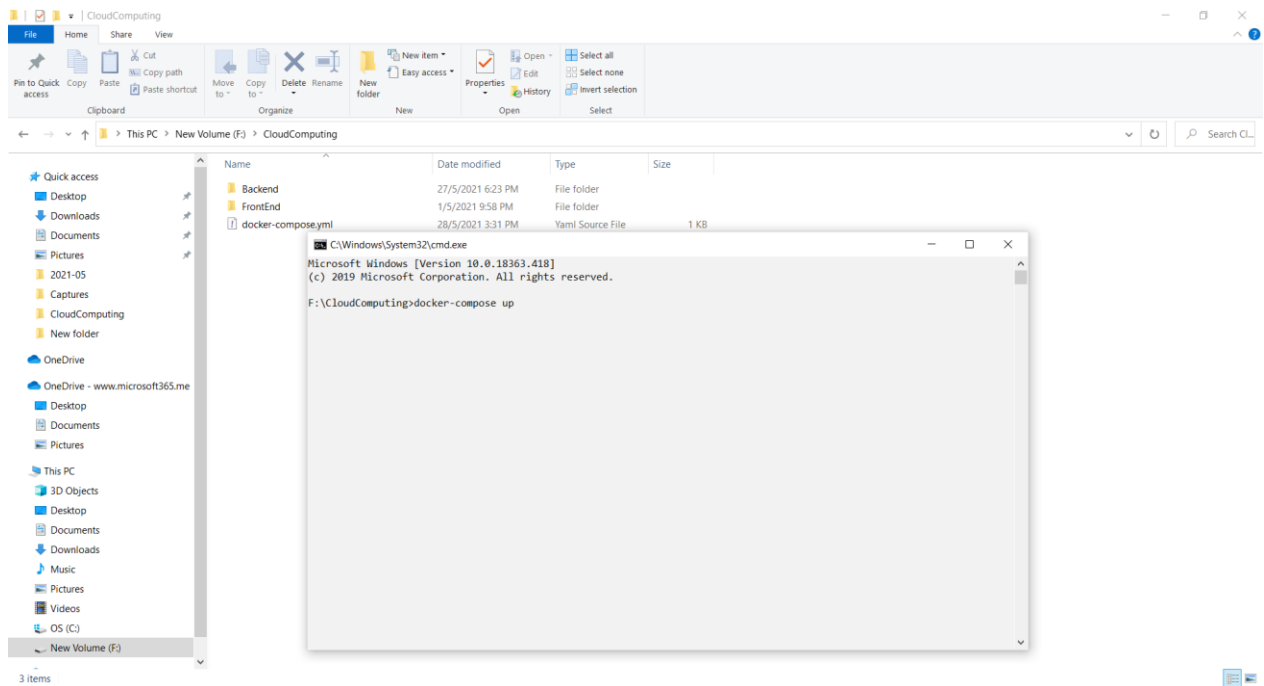 CloudComputing
File Home Share View
Pin to Quick access
Copy
Paste
Cut
Copy path
Paste shortcut
Clipboard
Move to
Copy to
Delete
Rename
Organize
New folder
New item
Easy access
New
Properties
Open
Edit
History
Open
Select all
Select none
Invert selection
Select
> This PC > New Volume (F:) > CloudComputing
Search Cl...
Quick access
Desktop
Downloads
Documents
Pictures
2021-05
Captures
CloudComputing
New folder
OneDrive
OneDrive - www.microsoft365.me
Desktop
Documents
Pictures
This PC
3D Objects
Desktop
Documents
Downloads
Music
Pictures
Videos
OS (C:)
New Volume (F:)
Name Date modified Type Size
Backend 27/5/2021 6:23 PM File folder
FrontEnd 1/5/2021 9:58 PM File folder
docker-compose.yml 28/5/2021 3:31 PM Yaml Source File 1 KB
C:\Windows\System32\cmd.exe
Microsoft Windows [Version 10.0.18363.418]
(c) 2019 Microsoft Corporation. All rights reserved.
F:\CloudComputing>docker-compose up
3 items